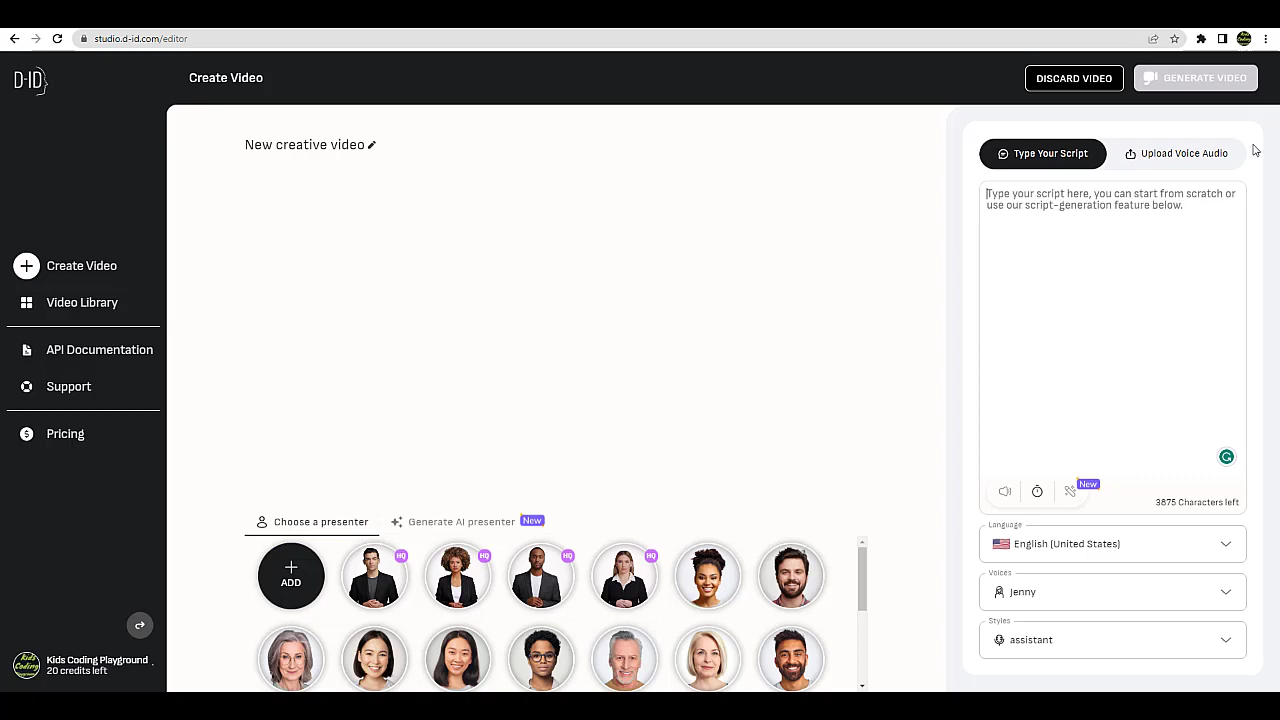 studio.d-id.com/editor
D-ID
Create Video
DISCARD VIDEO
GENERATE VIDEO
New creative video
Type Your Script
Upload Voice Audio
Type your script here, you can start from scratch or
use our script-generation feature below.
Create Video
Video Library
API Documentation
Support
Pricing
New
3875 Characters left
Choose a presenter
Generate AI presenter
New
Language
English (United States)
+
ADD
HQ
HQ
HQ
HQ
Voices
Jenny
Styles
assistant
Kids Coding Playground
20 credits left